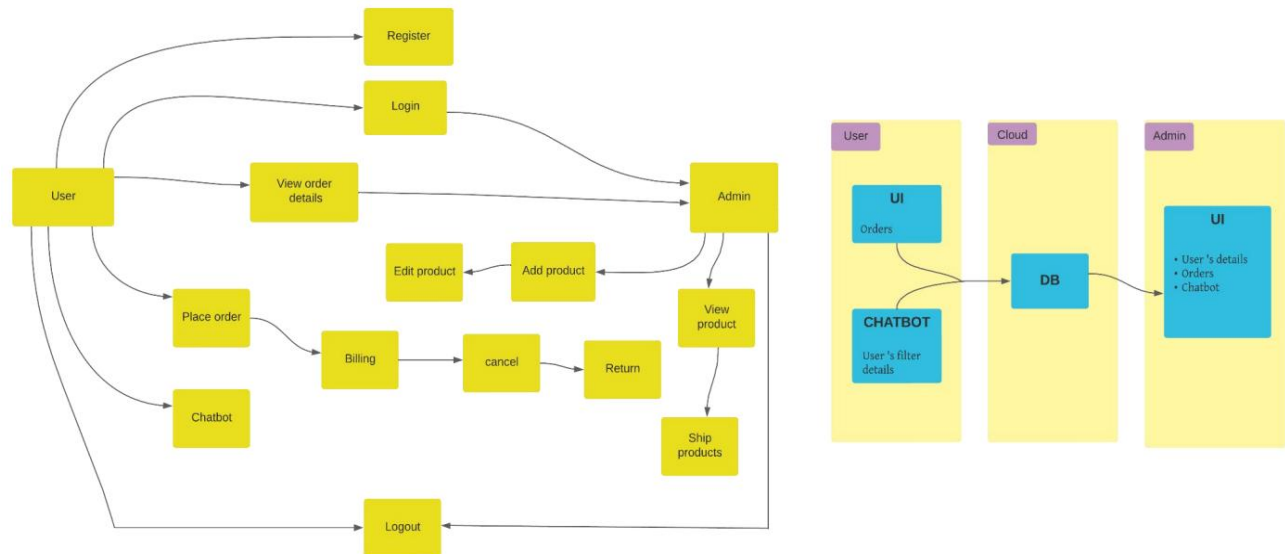 Register
Login
User
View order
details
Admin
Edit product
Add product
Place order
View
product
Billing
cancel
Return
Chatbot
Ship
products
Logout
User
Cloud
Admin
UI
Orders
CHATBOT
User 's filter
details
DB
UI
• User 's details
• Orders
• Chatbot